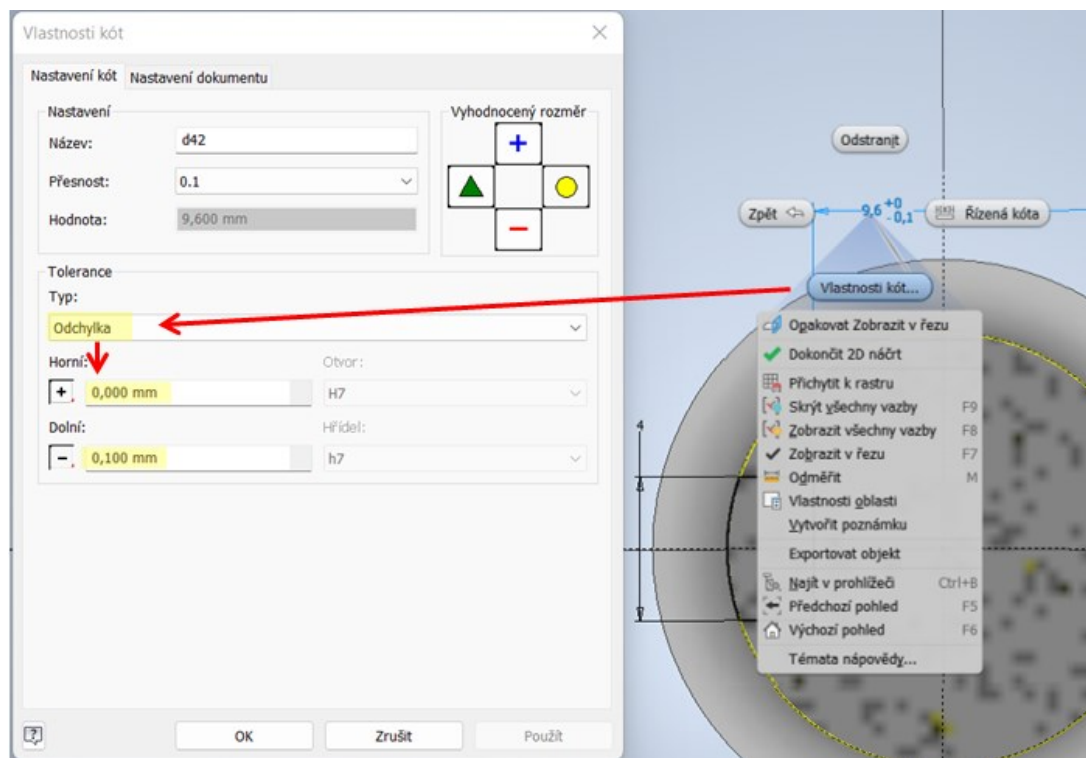 Vlastnosti kót
Nastavení kót Nastavení dokumentu
Nastavení
Název: d42
Přesnost: 0.1
Hodnota: 9,600 mm
Vyhodnocený rozměr
Tolerance
Typ:
Odchylka
Horní: Otvor:
+ 0,000 mm H7
Dolní: Hřídel:
- 0,100 mm h7
OK Zrušit Použít
Odstranit
Zpět 9,6 +0 -0,1 Řízená kóta
Vlastnosti kót...
Opakovat Zobrazit v řezu
Dokončit 2D náčrt
Přichytit k rastru
Skrýt všechny vazby F9
Zobrazit všechny vazby F8
Zobrazit v řezu F7
Odměřit M
Vlastnosti oblasti
Vytvořit poznámku
Exportovat objekt
Najít v prohlížeči Ctrl+B
Předchozí pohled F5
Výchozí pohled F6
Témata nápovědy...
4